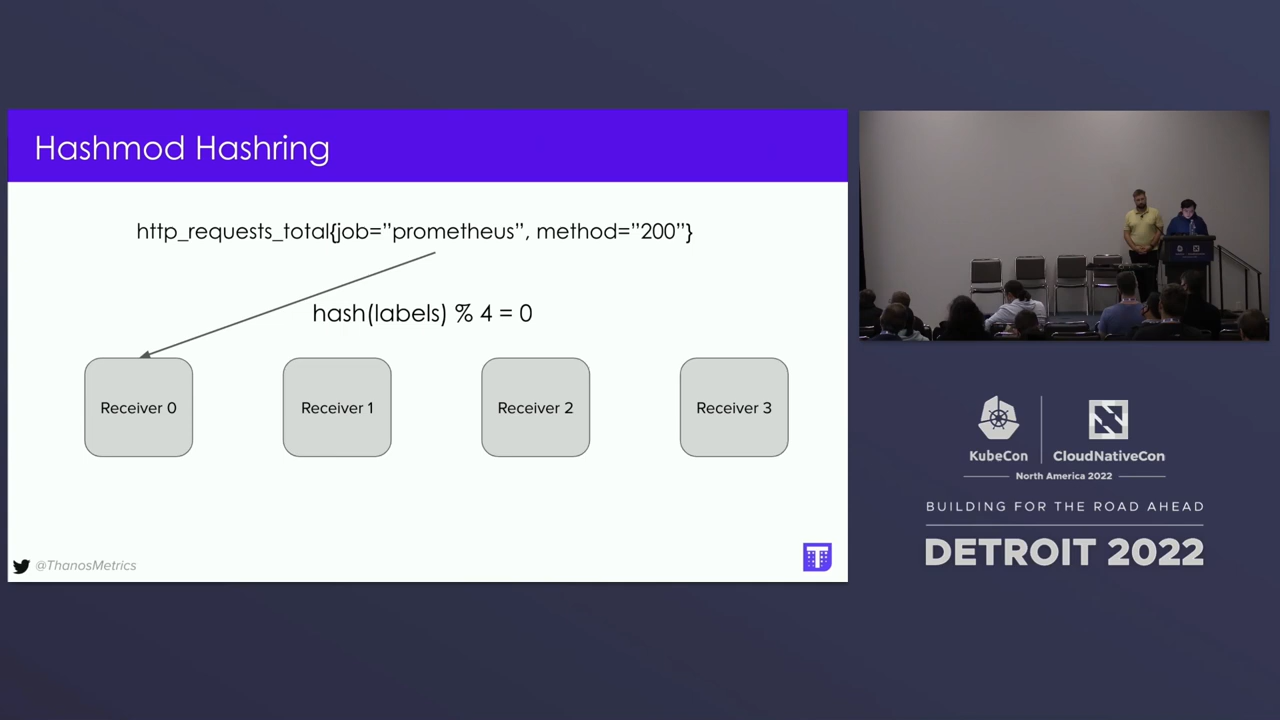 Hashmod Hashring
http_requests_total{job=”prometheus”, method=”200”}
hash(labels) % 4 = 0
Receiver 0
Receiver 1
Receiver 2
Receiver 3
@ThanosMetrics
T
KubeCon
CloudNativeCon
North America 2022
BUILDING FOR THE ROAD AHEAD
DETROIT 2022